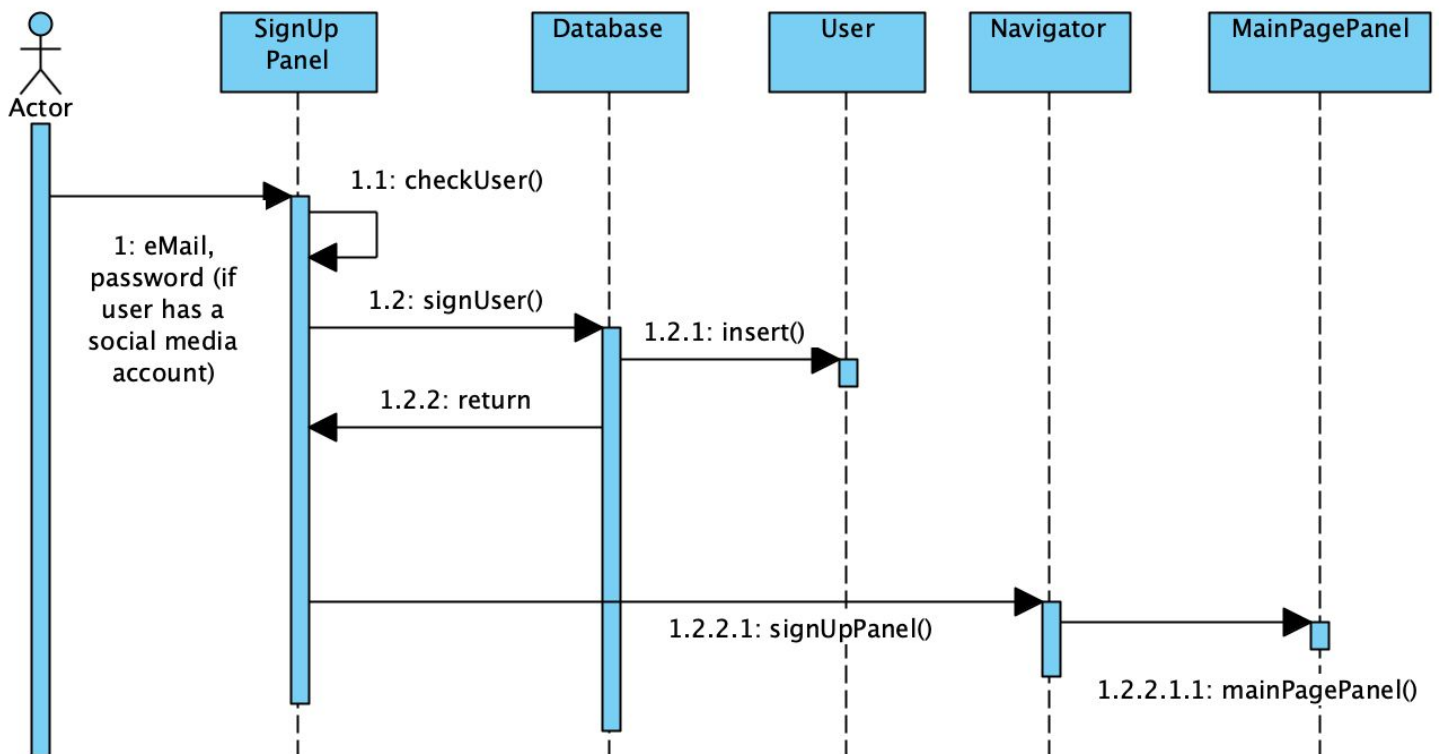 SignUp
Panel
Database
User
Navigator
MainPagePanel
Actor
1.1: checkUser()
1: eMail,
password (if
user has a
social media
account)
1.2: signUser()
1.2.1: insert()
1.2.2: return
1.2.2.1: signUpPanel()
1.2.2.1.1: mainPagePanel()